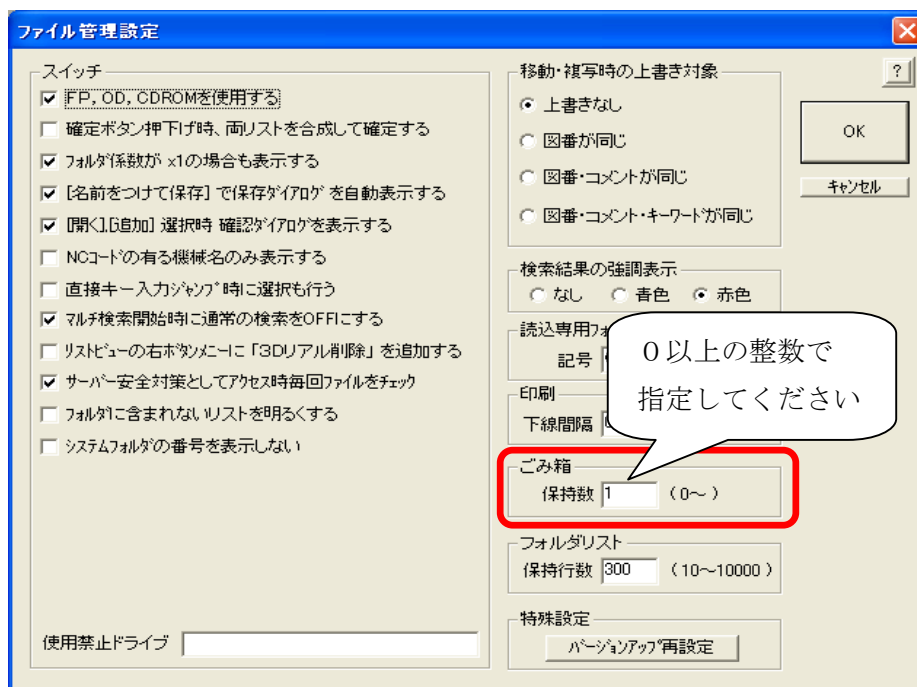 ファイル管理設定
スイッチ
FP, OD, CDROMを使用する
確定ボタン押下げ時、両リストを合成して確定する
フォルダ係数が ×1の場合も表示する
[名前をつけて保存] で保存ダイアログを自動表示する
[開く],[追加] 選択時 確認ダイアログを表示する
NCコードの有る機械名のみ表示する
直接キー入力ジャンプ時に選択も行う
マルチ検索開始時に通常の検索をOFFにする
リストビューの右ボタンメニーに「3Dリアル削除」を追加する
サーバー安全対策としてアクセス時毎回ファイルをチェック
フォルダに含まれないリストを明るくする
システムフォルダの番号を表示しない
使用禁止ドライブ
移動・複写時の上書き対象
上書きなし
図番が同じ
図番・コメントが同じ
図番・コメント・キーワードが同じ
検索結果の強調表示
なし 青色 赤色
読込専用フォ
記号
印刷
下線間隔
0以上の整数で
指定してください
ごみ箱
保持数 1 (0～)
フォルダリスト
保持行数 300 (10～10000)
特殊設定
バージョンアップ再設定
?
OK
キャンセル